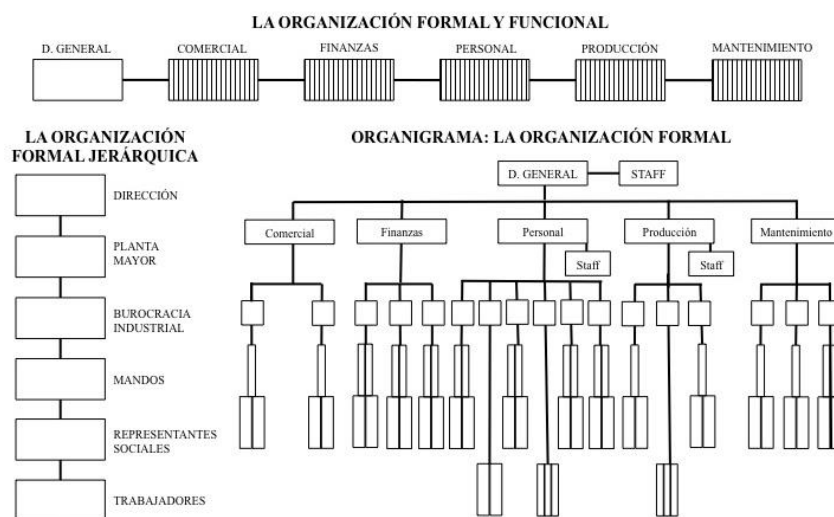 LA ORGANIZACIÓN FORMAL Y FUNCIONAL
D. GENERAL
COMERCIAL
FINANZAS
PERSONAL
PRODUCCIÓN
MANTENIMIENTO
LA ORGANIZACIÓN
FORMAL JERÁRQUICA
DIRECCIÓN
PLANTA
MAYOR
BUROCRACIA
INDUSTRIAL
MANDOS
REPRESENTANTES
SOCIALES
TRABAJADORES
ORGANIGRAMA: LA ORGANIZACIÓN FORMAL
D. GENERAL
STAFF
Comercial
Finanzas
Personal
Producción
Mantenimiento
Staff
Staff